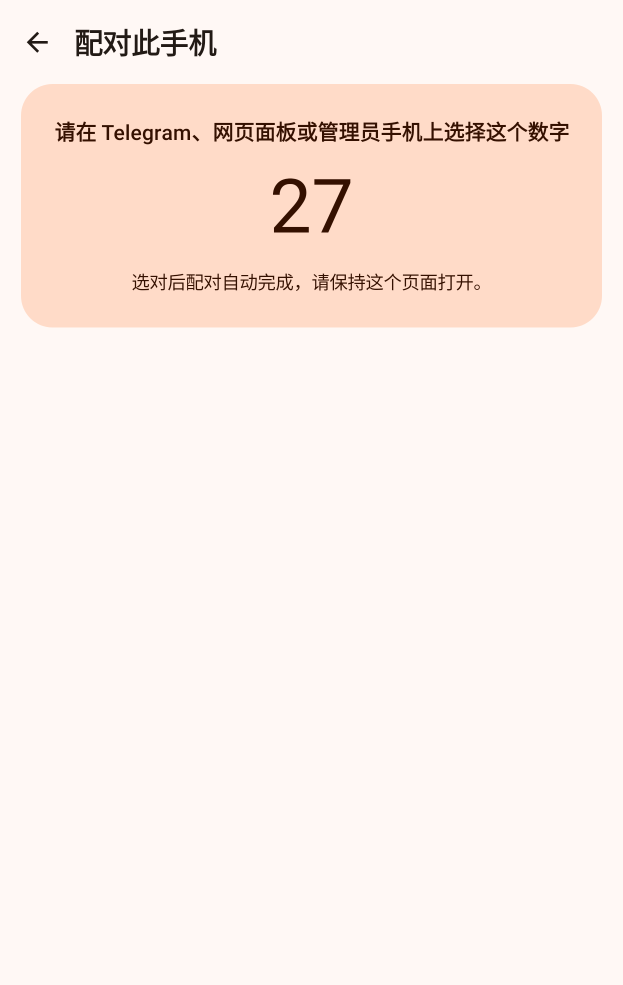 配对此手机
请在 Telegram、网页面板或管理员手机上选择这个数字
27
选对后配对自动完成，请保持这个页面打开。